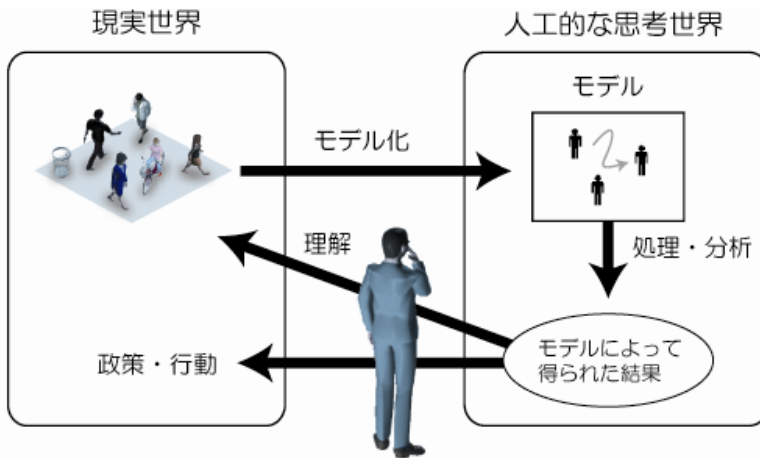 現実世界
人工的な思考世界
モデル
モデル化
理解
処理・分析
政策・行動
モデルによって
得られた結果